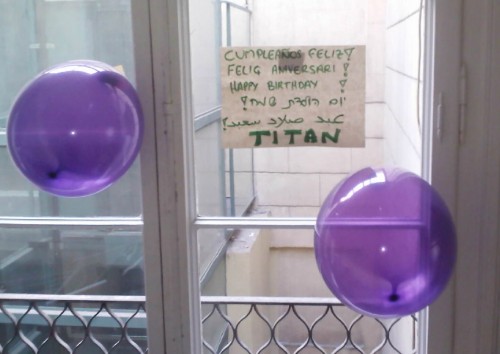 CUMPLEAÑOS FELIZ!
FELIÇ ANIVERSARI!
HAPPY BIRTHDAY!
יום הולדת שמח!
عيد ميلاد سعيد!
TITAN